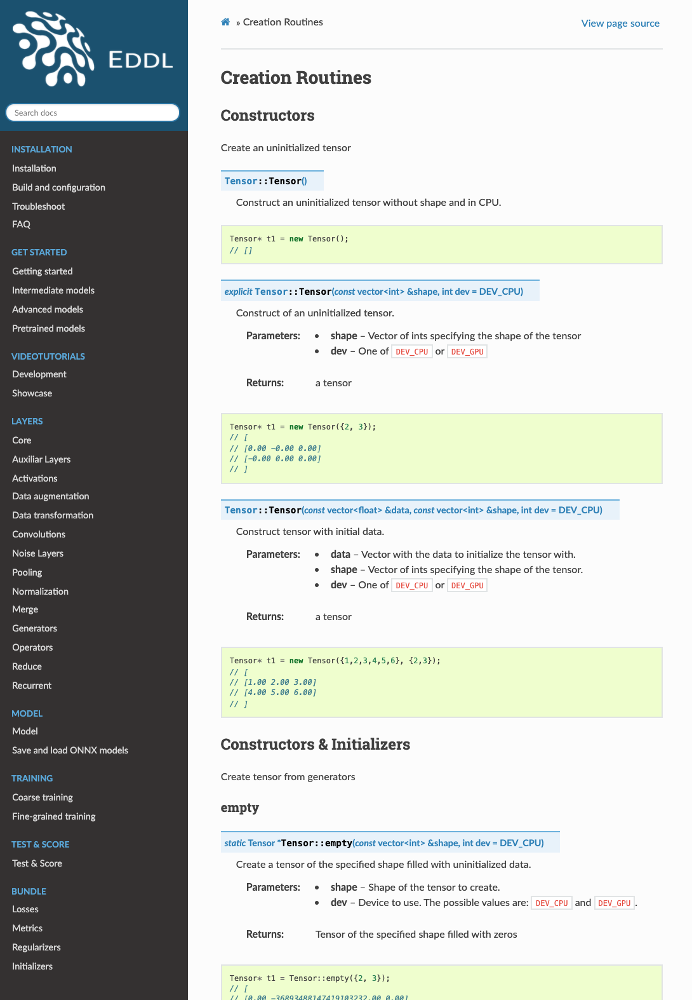 EDDL
Search docs
INSTALLATION
Installation
Build and configuration
Troubleshoot
FAQ
GET STARTED
Getting started
Intermediate models
Advanced models
Pretrained models
VIDEOTUTORIALS
Development
Showcase
LAYERS
Core
Auxiliar Layers
Activations
Data augmentation
Data transformation
Convolutions
Noise Layers
Pooling
Normalization
Merge
Generators
Operators
Reduce
Recurrent
MODEL
Model
Save and load ONNX models
TRAINING
Coarse training
Fine-grained training
TEST & SCORE
Test & Score
BUNDLE
Losses
Metrics
Regularizers
Initializers
» Creation Routines
View page source
Creation Routines
Constructors
Create an uninitialized tensor
Tensor::Tensor()
Construct an uninitialized tensor without shape and in CPU.
Tensor* t1 = new Tensor();
// []
explicit Tensor::Tensor(const vector<int> &shape, int dev = DEV_CPU)
Construct of an uninitialized tensor.
Parameters: • shape – Vector of ints specifying the shape of the tensor
• dev – One of DEV_CPU or DEV_GPU
Returns: a tensor
Tensor* t1 = new Tensor({2, 3});
// [
// [0.00 -0.00 0.00]
// [-0.00 0.00 0.00]
// ]
Tensor::Tensor(const vector<float> &data, const vector<int> &shape, int dev = DEV_CPU)
Construct tensor with initial data.
Parameters: • data – Vector with the data to initialize the tensor with.
• shape – Vector of ints specifying the shape of the tensor.
• dev – One of DEV_CPU or DEV_GPU
Returns: a tensor
Tensor* t1 = new Tensor({1,2,3,4,5,6}, {2,3});
// [
// [1.00 2.00 3.00]
// [4.00 5.00 6.00]
// ]
Constructors & Initializers
Create tensor from generators
empty
static Tensor *Tensor::empty(const vector<int> &shape, int dev = DEV_CPU)
Create a tensor of the specified shape filled with uninitialized data.
Parameters: • shape – Shape of the tensor to create.
• dev – Device to use. The possible values are: DEV_CPU and DEV_GPU.
Returns: Tensor of the specified shape filled with zeros
Tensor* t1 = Tensor::empty({2, 3});
// [
// [0.00 -36893488147419103232.00 0.00]